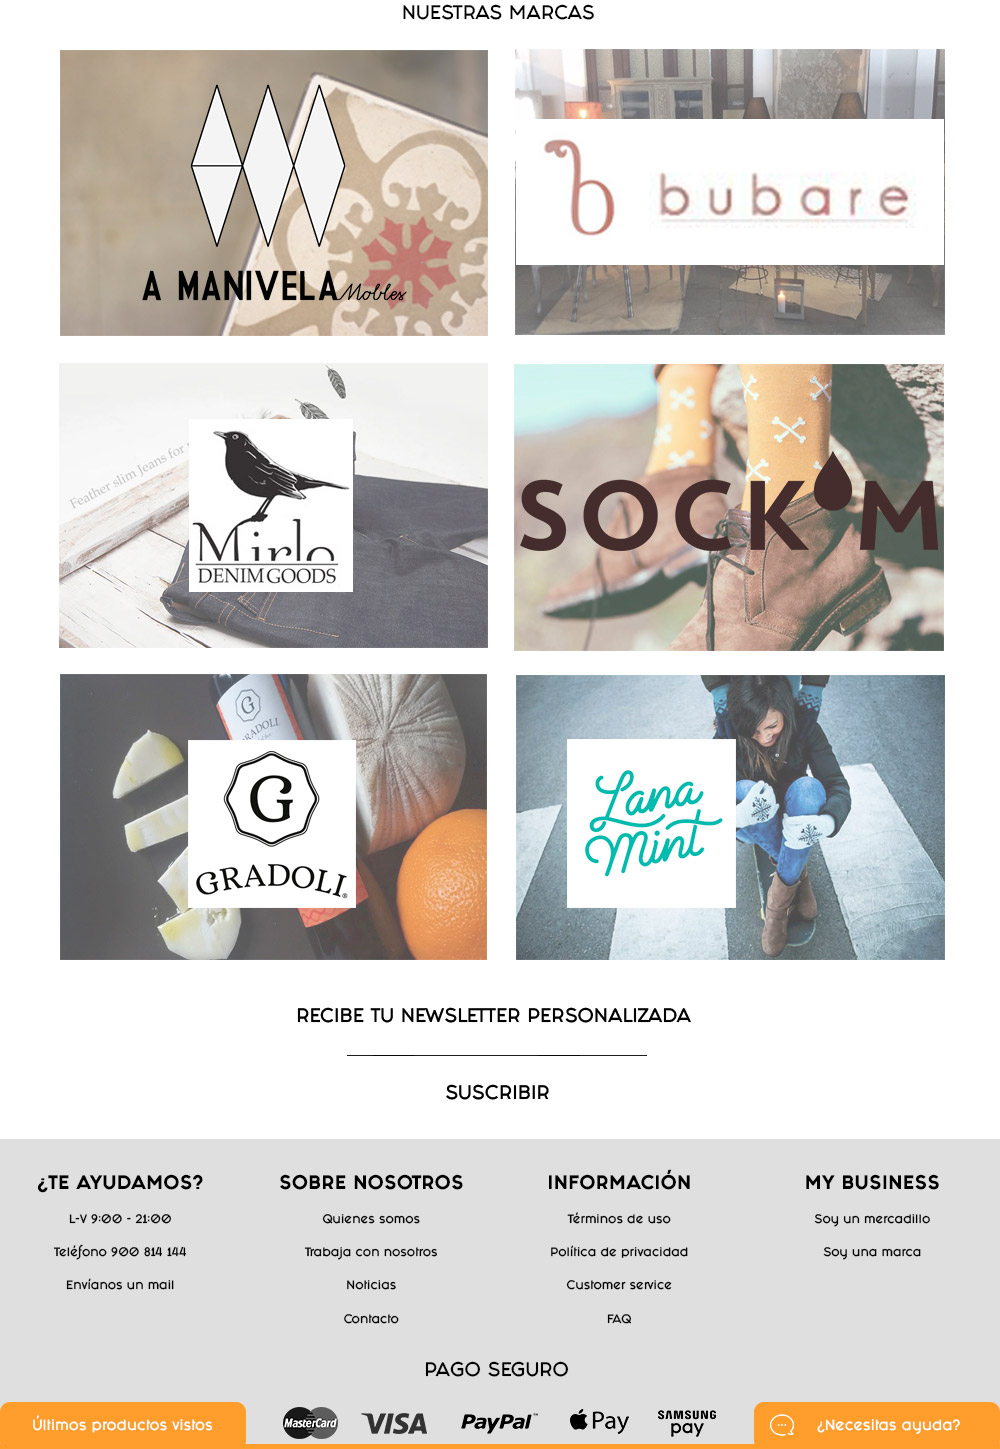 NUESTRAS MARCAS
A MANIVELA Mobles
b bubare
Feather slim Jeans for
Mirlo
DENIM GOODS
SOCK M
G
GRADOLI
G
GRADOLI®
Lana
Mint
RECIBE TU NEWSLETTER PERSONALIZADA
SUSCRIBIR
¿TE AYUDAMOS?
L-V 9:00 - 21:00
Teléfono 900 814 144
Envíanos un mail
SOBRE NOSOTROS
Quienes somos
Trabaja con nosotros
Noticias
Contacto
INFORMACIÓN
Términos de uso
Política de privacidad
Customer service
FAQ
MY BUSINESS
Soy un mercadillo
Soy una marca
PAGO SEGURO
Últimos productos vistos
MasterCard
VISA
PayPal™
Pay
SAMSUNG
pay
¿Necesitas ayuda?